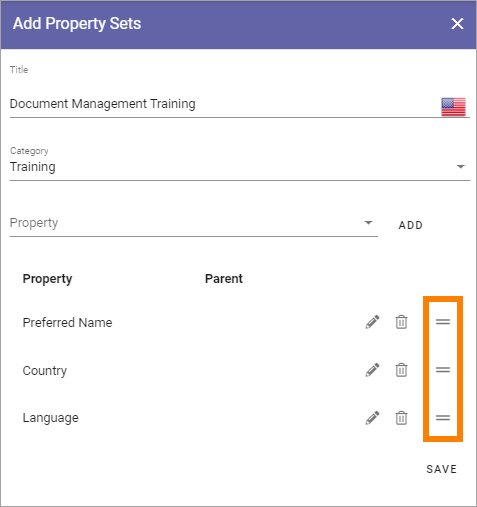 Add Property Sets
Title
Document Management Training
Category
Training
Property
ADD
Property Parent
Preferred Name
Country
Language
SAVE